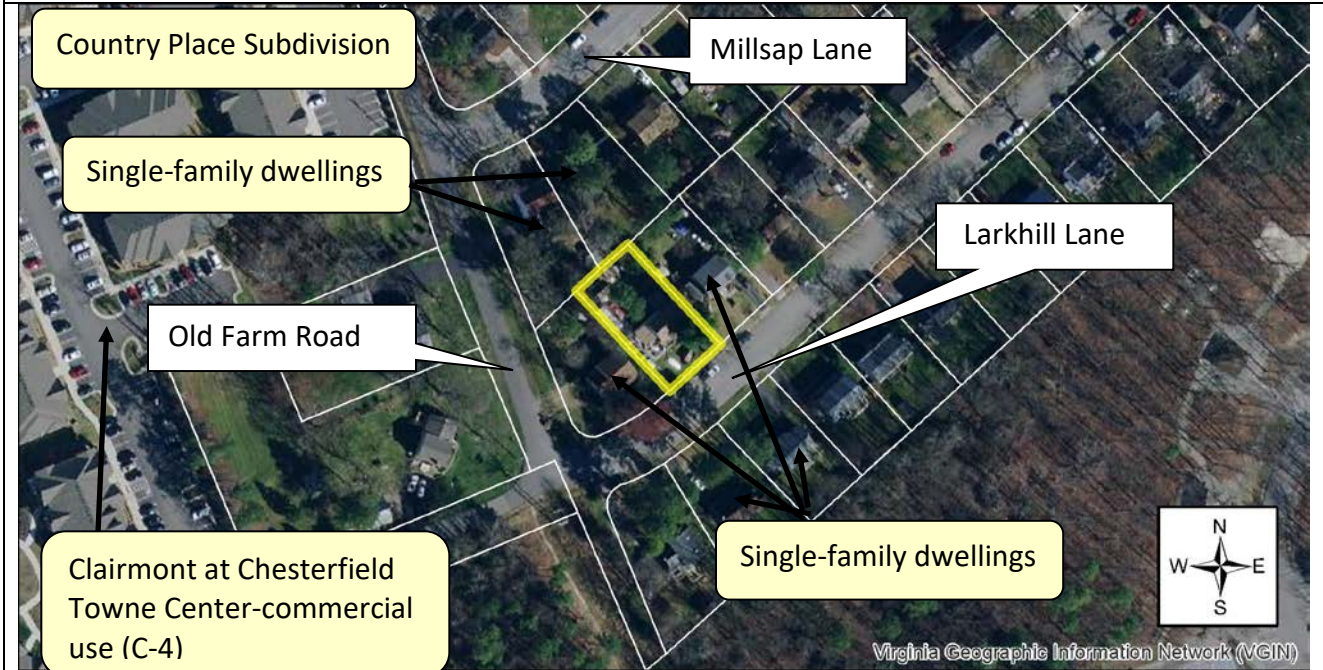 Country Place Subdivision
Millsap Lane
Single-family dwellings
Larkhill Lane
Old Farm Road
Single-family dwellings
Clairmont at Chesterfield
Towne Center-commercial
use (C-4)
N
W E
S
Virginia Geographic Information Network (VGIN)